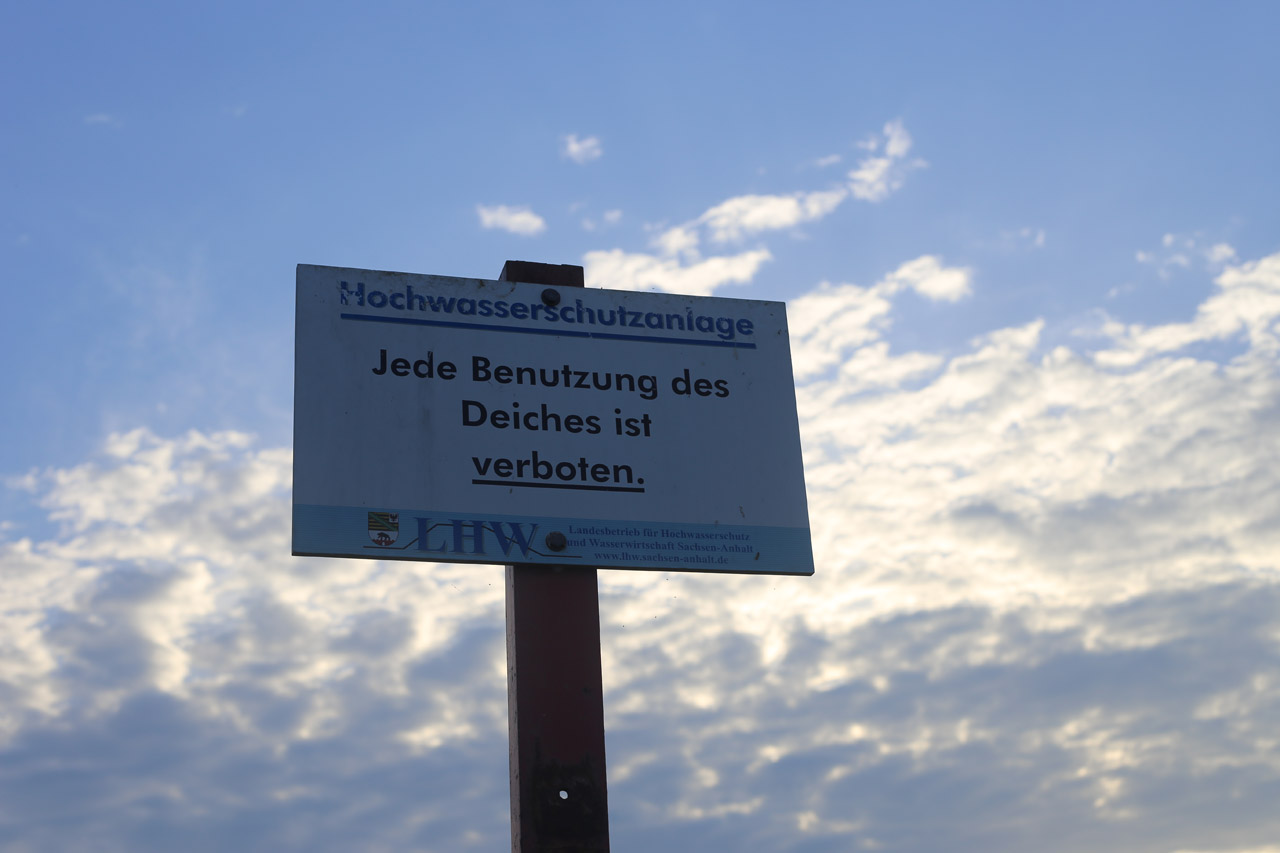 Hochwasserschutzanlage
Jede Benutzung des
Deiches ist
verboten.
LHW
Landesbetrieb für Hochwasserschutz
und Wasserwirtschaft Sachsen-Anhalt
www.lhw.sachsen-anhalt.de